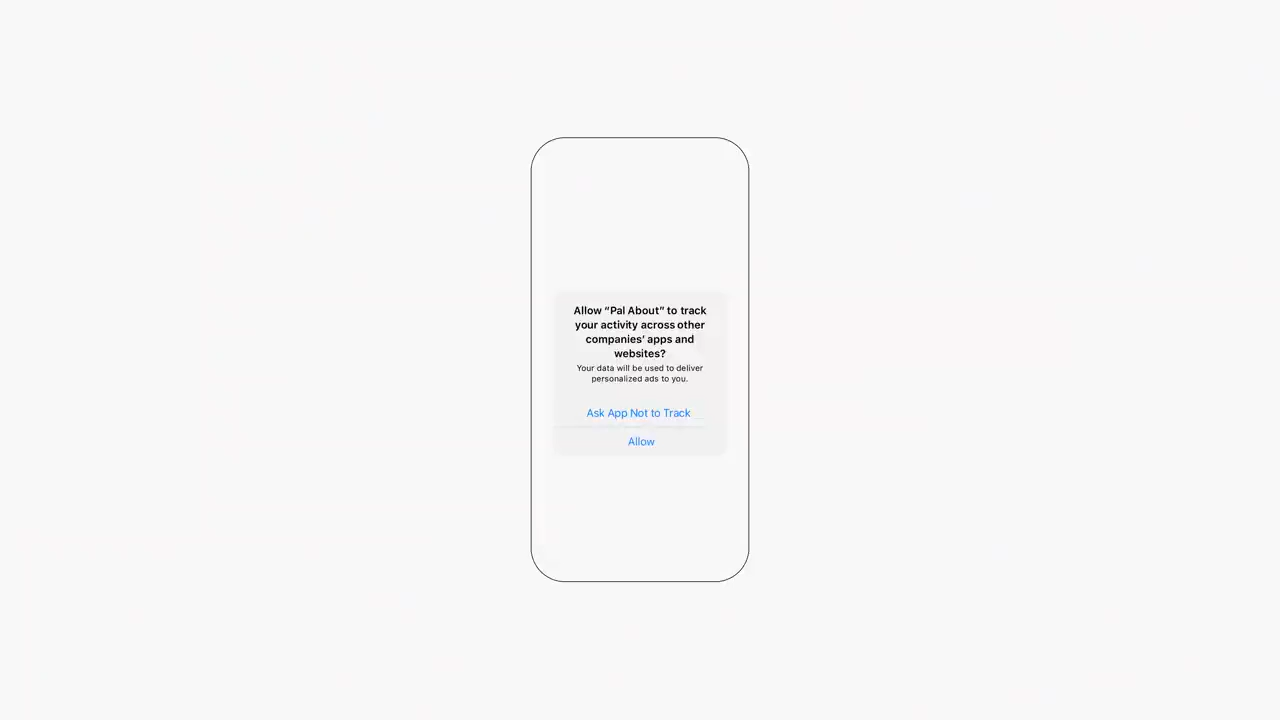 Allow “Pal About” to track
your activity across other
companies’ apps and
websites?
Your data will be used to deliver
personalized ads to you.
Ask App Not to Track
Allow